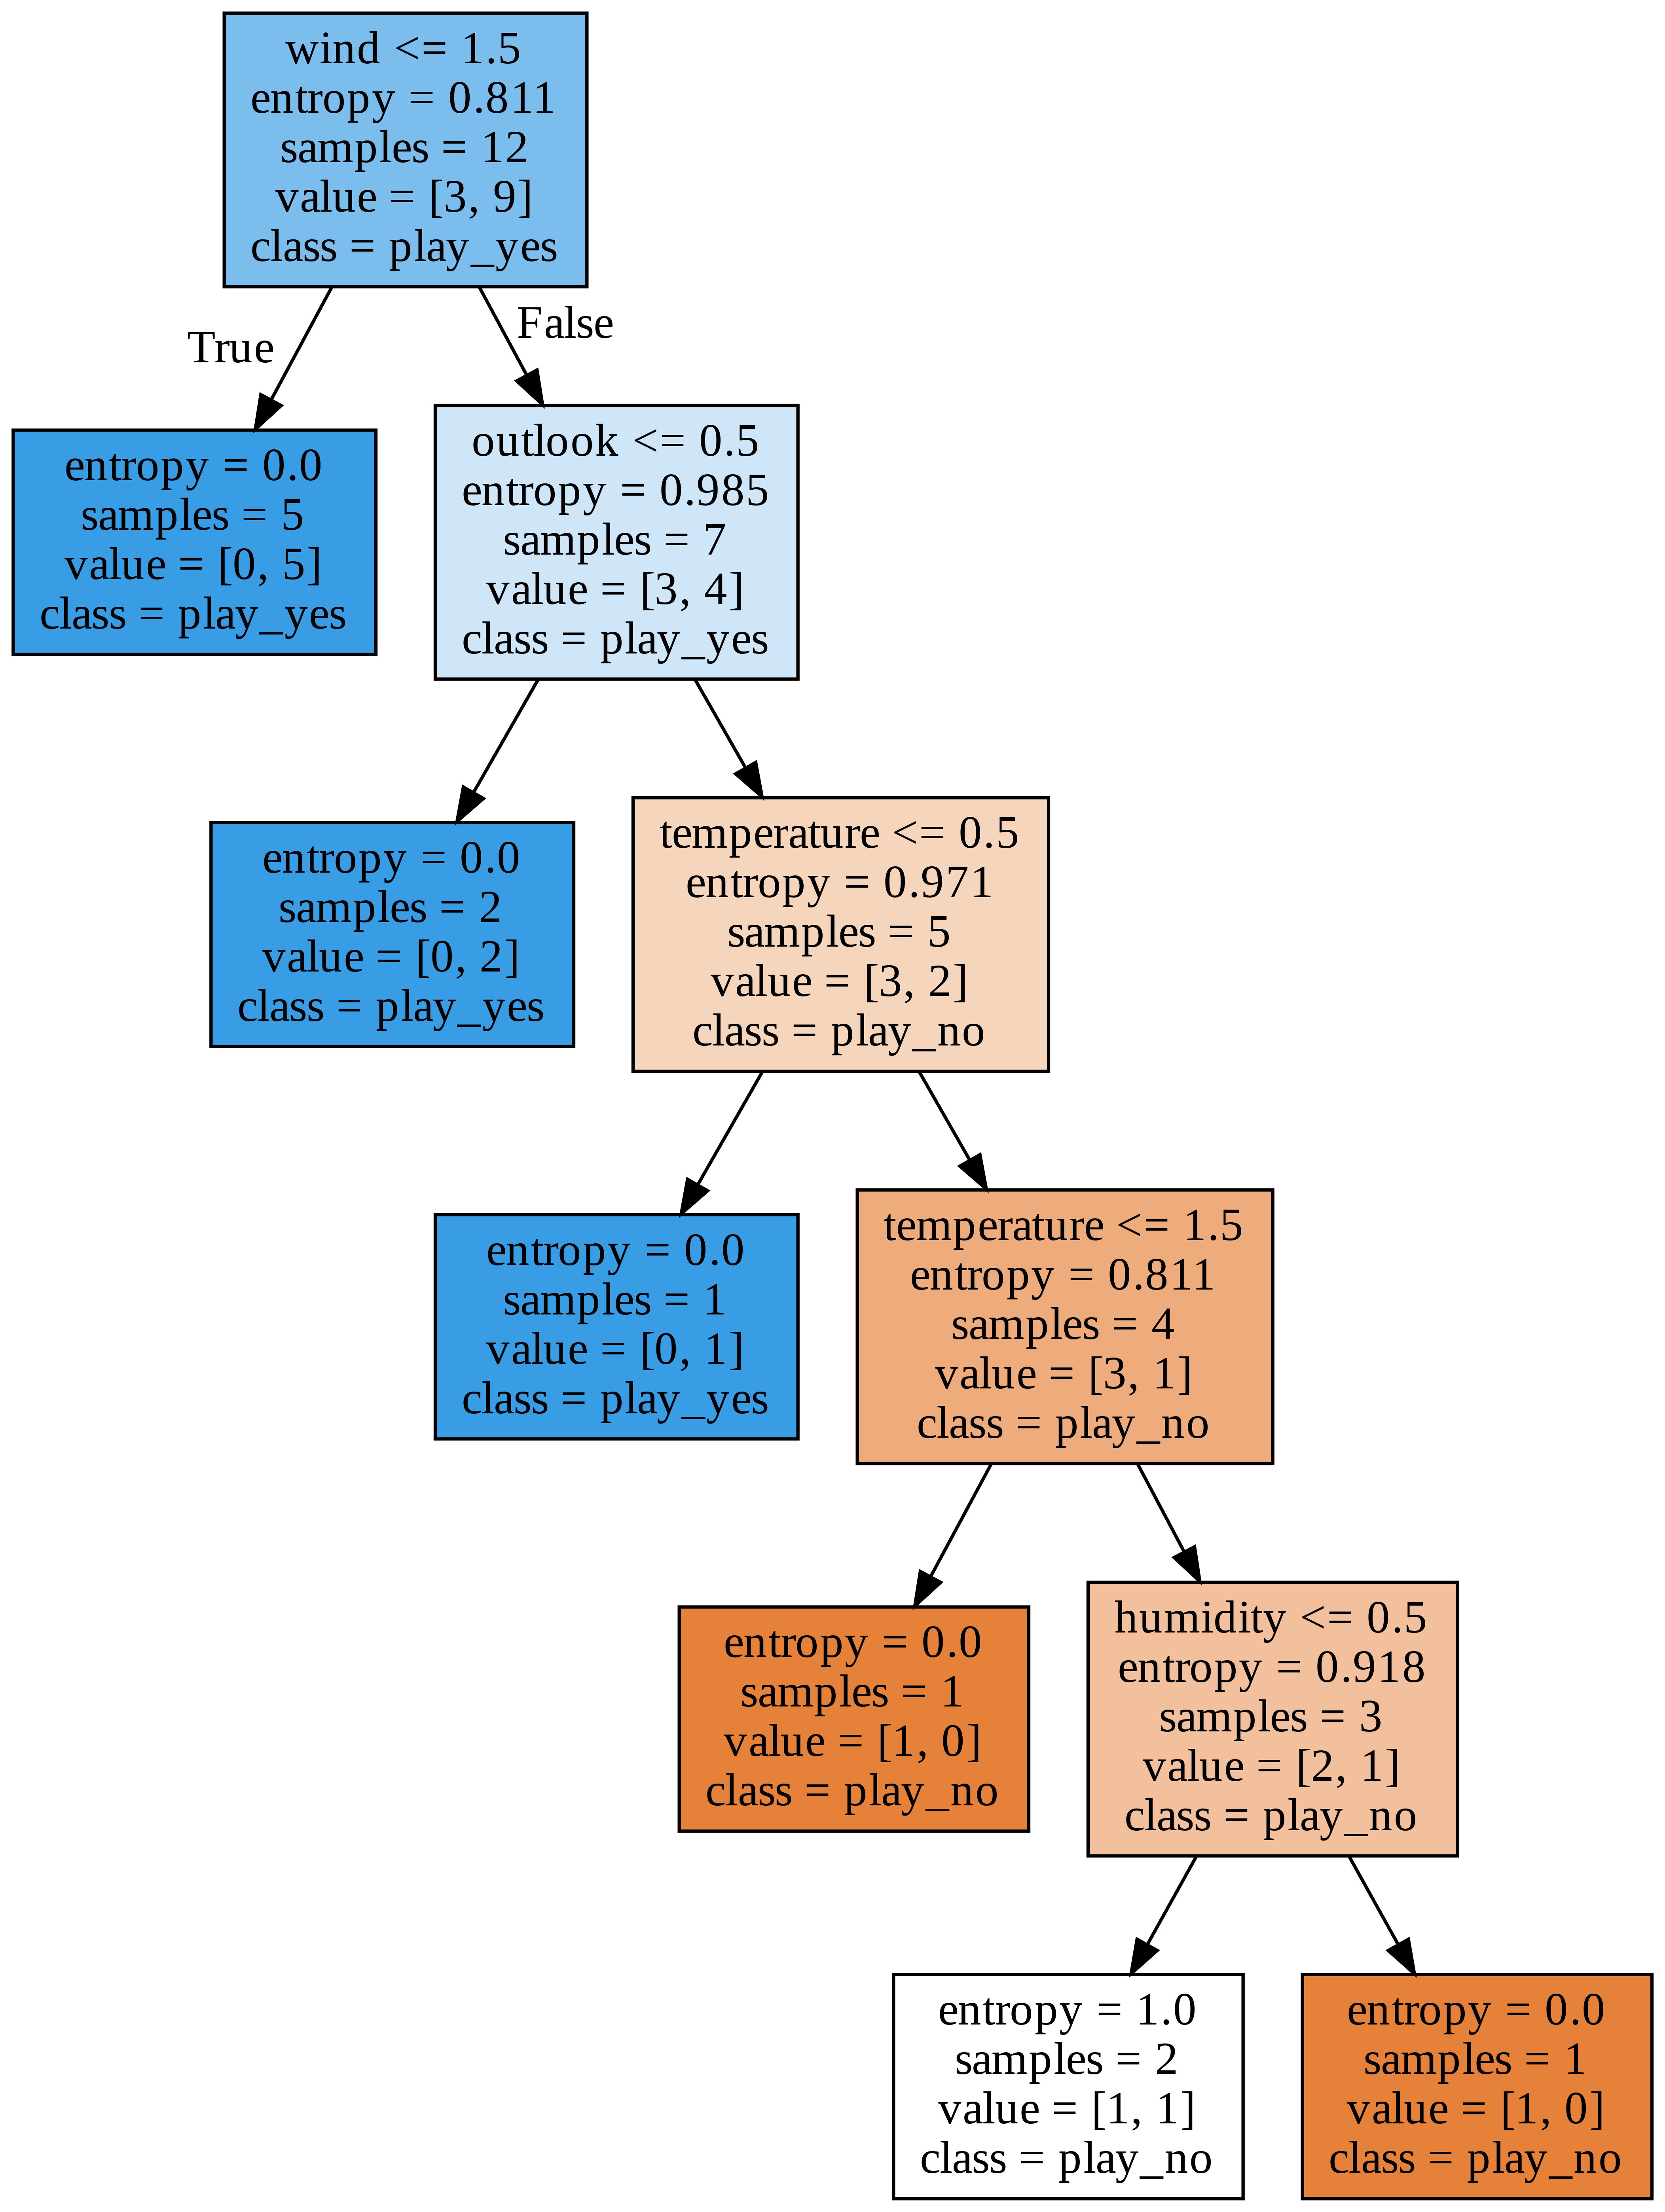 wind <= 1.5
entropy = 0.811
samples = 12
value = [3, 9]
class = play_yes
True
False
entropy = 0.0
samples = 5
value = [0, 5]
class = play_yes
outlook <= 0.5
entropy = 0.985
samples = 7
value = [3, 4]
class = play_yes
entropy = 0.0
samples = 2
value = [0, 2]
class = play_yes
temperature <= 0.5
entropy = 0.971
samples = 5
value = [3, 2]
class = play_no
entropy = 0.0
samples = 1
value = [0, 1]
class = play_yes
temperature <= 1.5
entropy = 0.811
samples = 4
value = [3, 1]
class = play_no
entropy = 0.0
samples = 1
value = [1, 0]
class = play_no
humidity <= 0.5
entropy = 0.918
samples = 3
value = [2, 1]
class = play_no
entropy = 1.0
samples = 2
value = [1, 1]
class = play_no
entropy = 0.0
samples = 1
value = [1, 0]
class = play_no